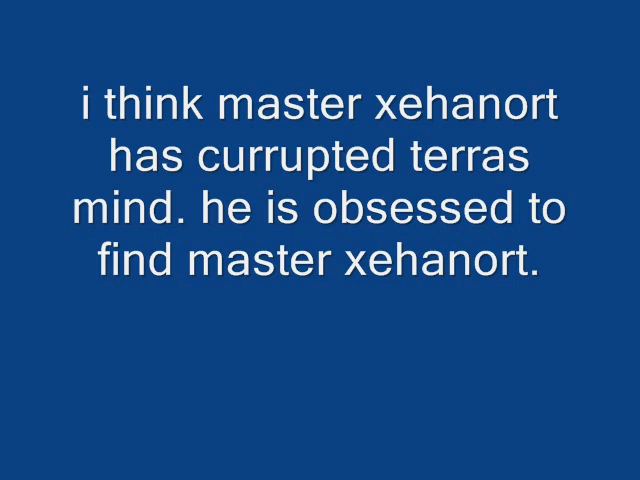 i think master xehanort
has currupted terras
mind. he is obsessed to
find master xehanort.